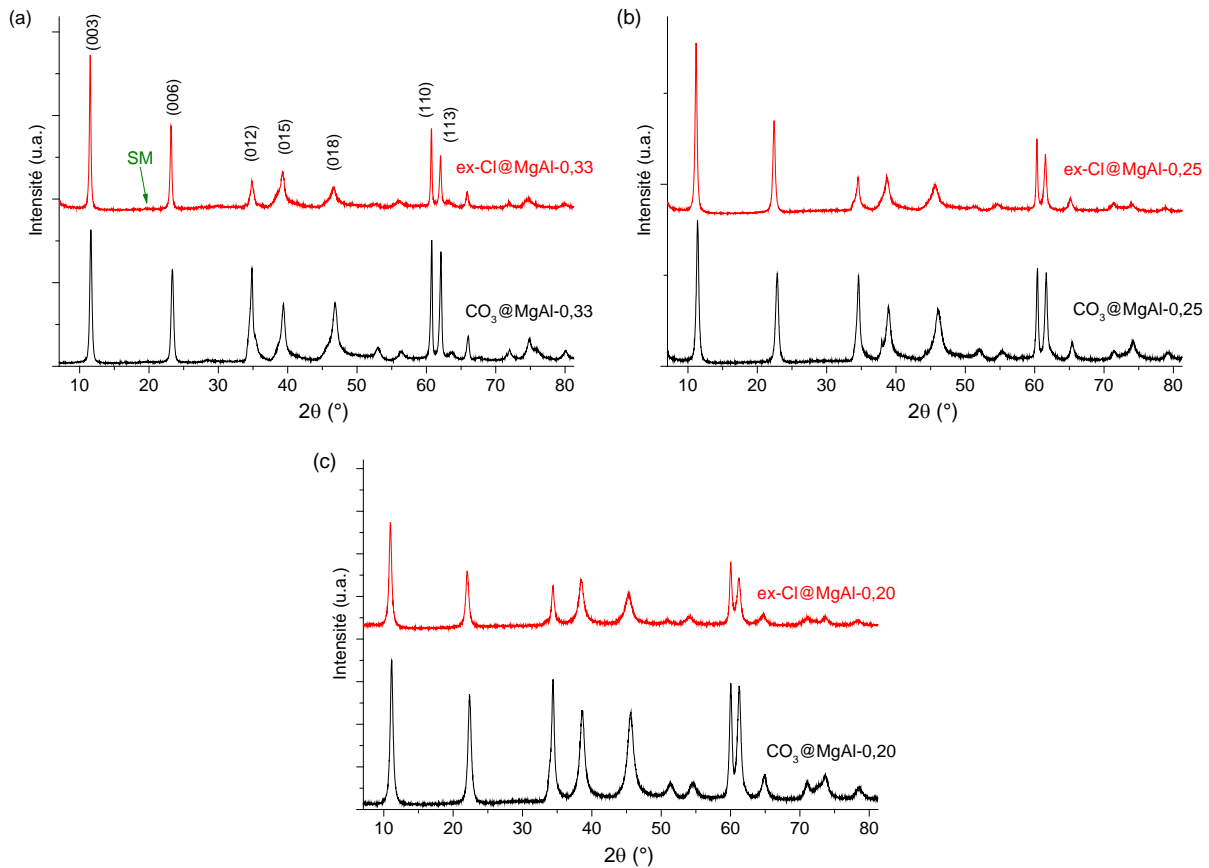 (a)
(003)
(006)
(012)
(015)
(018)
(110)
(113)
SM
ex-Cl@MgAl-0,33
CO₃@MgAl-0,33
Intensité (u.a.)
10 20 30 40 50 60 70 80
2θ (°)
(b)
ex-Cl@MgAl-0,25
CO₃@MgAl-0,25
Intensité (u.a.)
10 20 30 40 50 60 70 80
2θ (°)
(c)
ex-Cl@MgAl-0,20
CO₃@MgAl-0,20
Intensité (u.a.)
10 20 30 40 50 60 70 80
2θ (°)